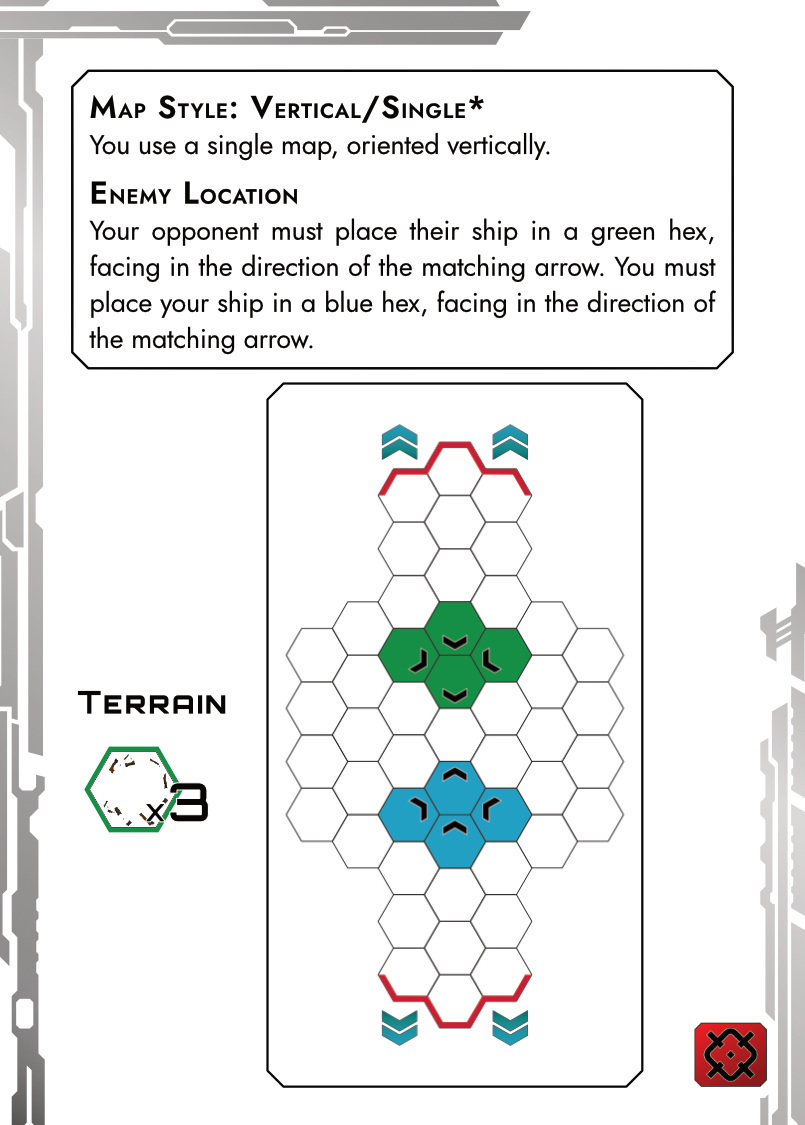 Map Style: Vertical/Single*
You use a single map, oriented vertically.
Enemy Location
Your opponent must place their ship in a green hex,
facing in the direction of the matching arrow. You must
place your ship in a blue hex, facing in the direction of
the matching arrow.
Terrain
x3